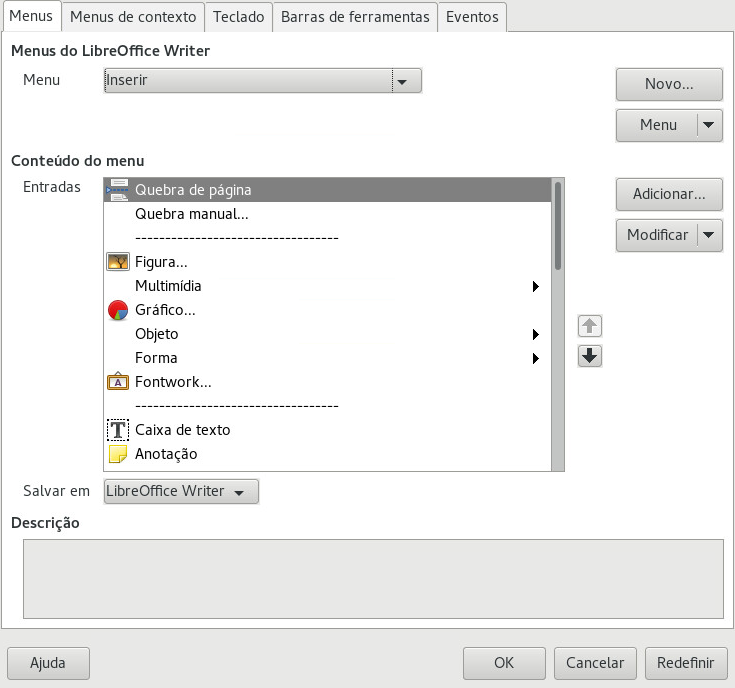 Menus Menus de contexto Teclado Barras de ferramentas Eventos
Menus do LibreOffice Writer
Menu Inserir Novo...
Menu
Conteúdo do menu
Entradas Quebra de página Adicionar...
Quebra manual...
----------------------------------
Modificar
Figura...
Multimídia
Gráfico...
Objeto
Forma
A Fontwork...
----------------------------------
T Caixa de texto
Anotação
Salvar em LibreOffice Writer
Descrição
Ajuda OK Cancelar Redefinir